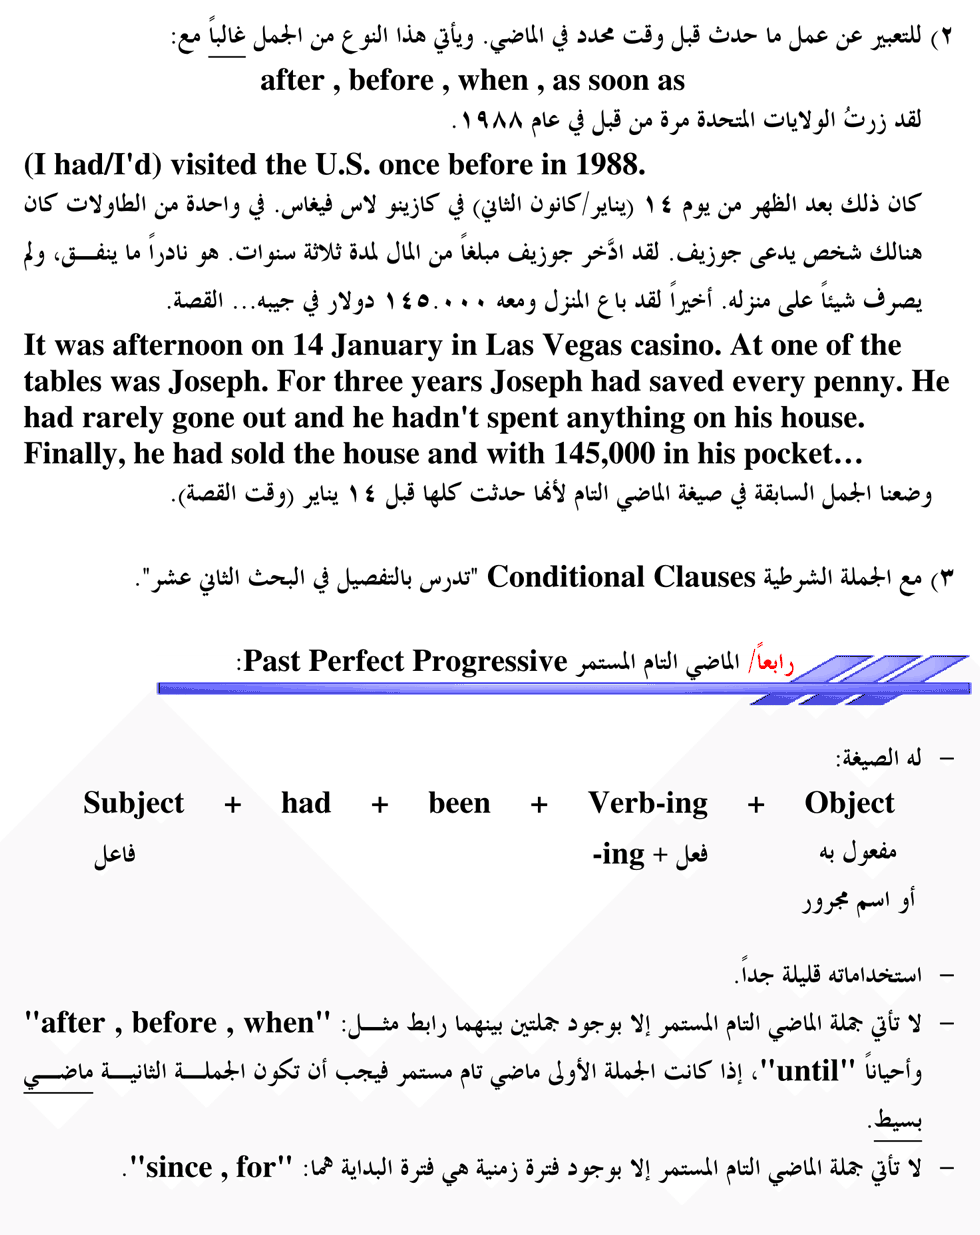 ٢) للتعبير عن عمل ما حدث قبل وقت محدد في الماضي. ويأتي هذا النوع من الجمل غالباً مع:
after , before , when , as soon as
لقد زرتُ الولايات المتحدة مرة من قبل في عام ١٩٨٨.
(I had/I'd) visited the U.S. once before in 1988.
كان ذلك بعد الظهر من يوم ١٤ (يناير/كانون الثاني) في كازينو لاس فيغاس. في واحدة من الطاولات كان
هنالك شخص يدعى جوزيف. لقد ادَّخر جوزيف مبلغاً من المال لمدة ثلاثة سنوات. هو نادراً ما ينفــق، ولم
يصرف شيئاً على منزله. أخيراً لقد باع المنزل ومعه ١٤٥.٠٠٠ دولار في جيبه... القصة.
It was afternoon on 14 January in Las Vegas casino. At one of the
tables was Joseph. For three years Joseph had saved every penny. He
had rarely gone out and he hadn't spent anything on his house.
Finally, he had sold the house and with 145,000 in his pocket…
وضعنا الجمل السابقة في صيغة الماضي التام لأنها حدثت كلها قبل ١٤ يناير (وقت القصة).
٣) مع الجملة الشرطية Conditional Clauses "تدرس بالتفصيل في البحث الثاني عشر".
رابعاً/ الماضي التام المستمر Past Perfect Progressive:
– له الصيغة:
Subject + had + been + Verb-ing + Object
فاعل فعل + ing- مفعول به
أو اسم مجرور
– استخداماته قليلة جداً.
– لا تأتي جملة الماضي التام المستمر إلا بوجود جملتين بينهما رابط مثــل: "after , before , when"
وأحياناً "until"، إذا كانت الجملة الأولى ماضي تام مستمر فيجب أن تكون الجملــة الثانيــة ماضــي
بسيط.
– لا تأتي جملة الماضي التام المستمر إلا بوجود فترة زمنية هي فترة البداية هما: "since , for".